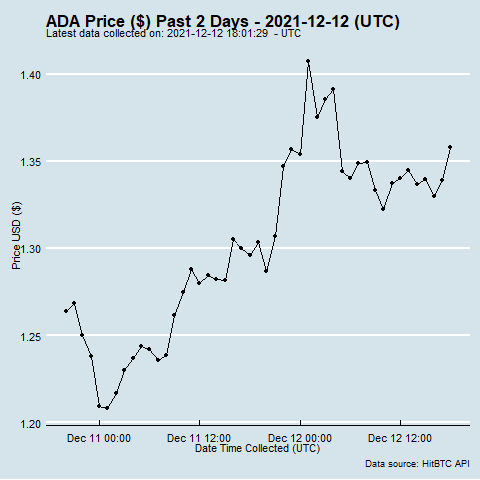 ADA Price ($) Past 2 Days - 2021-12-12 (UTC)
Latest data collected on: 2021-12-12 18:01:29 - UTC
Price USD ($)
1.40
1.35
1.30
1.25
1.20
Dec 11 00:00 Dec 11 12:00 Dec 12 00:00 Dec 12 12:00
Date Time Collected (UTC)
Data source: HitBTC API